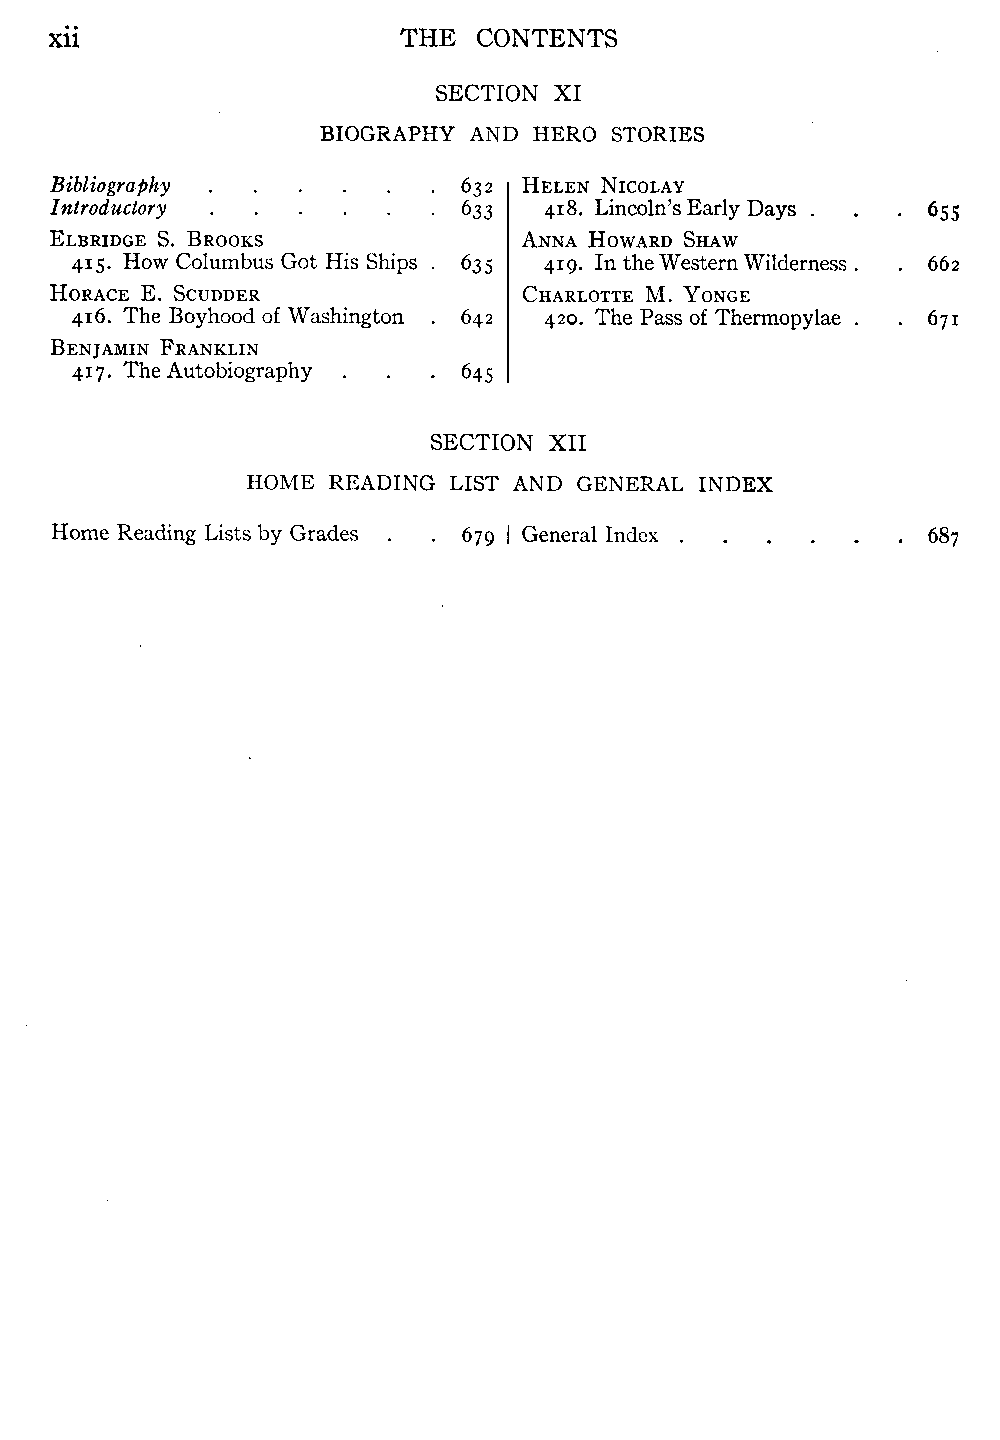 xii THE CONTENTS
SECTION XI
BIOGRAPHY AND HERO STORIES
Bibliography . . . . . . 632
Introductory . . . . . . 633
ELBRIDGE S. BROOKS
415. How Columbus Got His Ships . 635
HORACE E. SCUDDER
416. The Boyhood of Washington . 642
BENJAMIN FRANKLIN
417. The Autobiography . . . 645
HELEN NICOLAY
418. Lincoln's Early Days . . . 655
ANNA HOWARD SHAW
419. In the Western Wilderness . . 662
CHARLOTTE M. YONGE
420. The Pass of Thermopylae . . 671
SECTION XII
HOME READING LIST AND GENERAL INDEX
Home Reading Lists by Grades . . 679
General Index . . . . . . 687